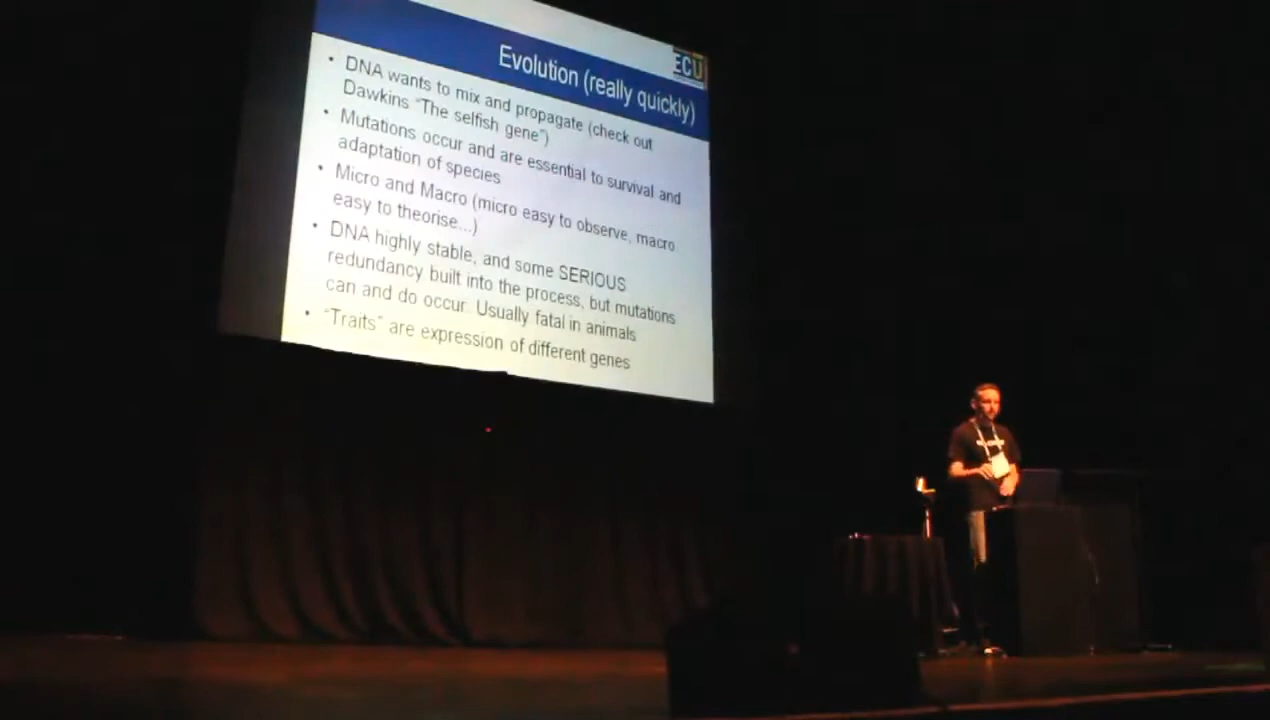 Evolution (really quickly)
ECU
• DNA wants to mix and propagate (check out
Dawkins “The selfish gene”)
• Mutations occur and are essential to survival and
adaptation of species
• Micro and Macro (micro easy to observe, macro
easy to theorise...)
• DNA highly stable, and some SERIOUS
redundancy built into the process, but mutations
can and do occur. Usually fatal in animals
• “Traits” are expression of different genes